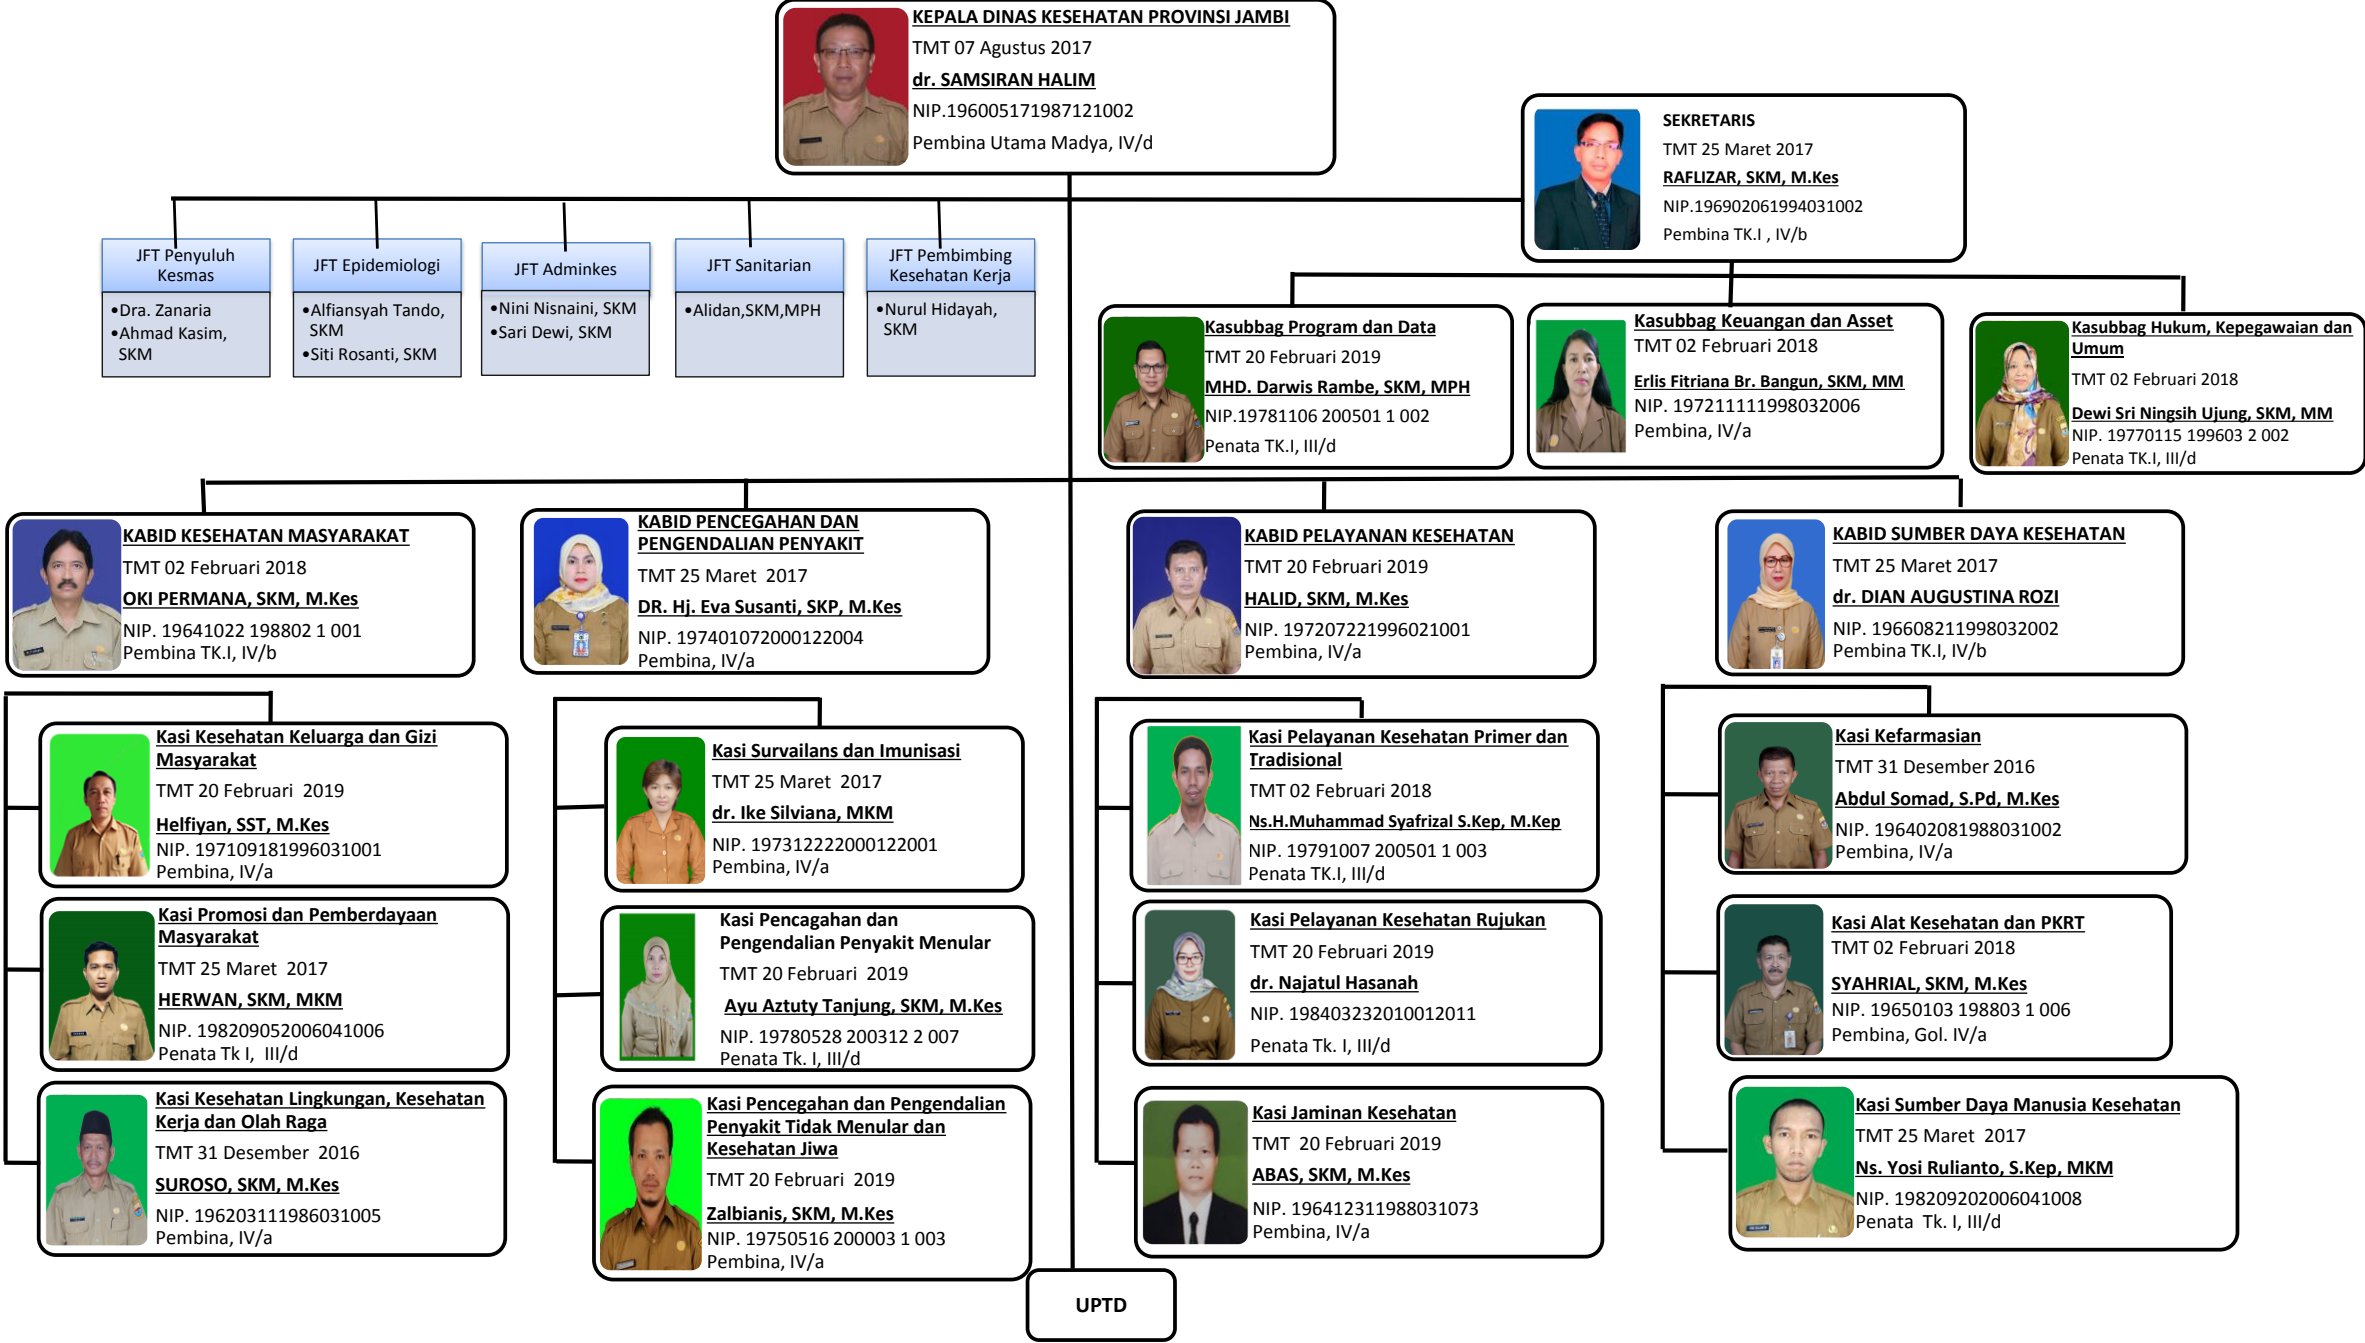 KEPALA DINAS KESEHATAN PROVINSI JAMBI
TMT 07 Agustus 2017
dr. SAMSIRAN HALIM
NIP.196005171987121002
Pembina Utama Madya, IV/d
SEKRETARIS
TMT 25 Maret 2017
RAFLIZAR, SKM, M.Kes
NIP.196902061994031002
Pembina TK.I , IV/b
JFT Penyuluh
Kesmas
•Dra. Zanaria
•Ahmad Kasim,
SKM
JFT Epidemiologi
•Alfiansyah Tando,
SKM
•Siti Rosanti, SKM
JFT Adminkes
•Nini Nisnaini, SKM
•Sari Dewi, SKM
JFT Sanitarian
•Alidan,SKM,MPH
JFT Pembimbing
Kesehatan Kerja
•Nurul Hidayah,
SKM
Kasubbag Program dan Data
TMT 20 Februari 2019
MHD. Darwis Rambe, SKM, MPH
NIP.19781106 200501 1 002
Penata TK.I, III/d
Kasubbag Keuangan dan Asset
TMT 02 Februari 2018
Erlis Fitriana Br. Bangun, SKM, MM
NIP. 197211111998032006
Pembina, IV/a
Kasubbag Hukum, Kepegawaian dan
Umum
TMT 02 Februari 2018
Dewi Sri Ningsih Ujung, SKM, MM
NIP. 19770115 199603 2 002
Penata TK.I, III/d
KABID KESEHATAN MASYARAKAT
TMT 02 Februari 2018
OKI PERMANA, SKM, M.Kes
NIP. 19641022 198802 1 001
Pembina TK.I, IV/b
KABID PENCEGAHAN DAN
PENGENDALIAN PENYAKIT
TMT 25 Maret 2017
DR. Hj. Eva Susanti, SKP, M.Kes
NIP. 197401072000122004
Pembina, IV/a
KABID PELAYANAN KESEHATAN
TMT 20 Februari 2019
HALID, SKM, M.Kes
NIP. 197207221996021001
Pembina, IV/a
KABID SUMBER DAYA KESEHATAN
TMT 25 Maret 2017
dr. DIAN AUGUSTINA ROZI
NIP. 196608211998032002
Pembina TK.I, IV/b
Kasi Kesehatan Keluarga dan Gizi
Masyarakat
TMT 20 Februari 2019
Helfiyan, SST, M.Kes
NIP. 197109181996031001
Pembina, IV/a
Kasi Promosi dan Pemberdayaan
Masyarakat
TMT 25 Maret 2017
HERWAN, SKM, MKM
NIP. 198209052006041006
Penata Tk I, III/d
Kasi Kesehatan Lingkungan, Kesehatan
Kerja dan Olah Raga
TMT 31 Desember 2016
SUROSO, SKM, M.Kes
NIP. 196203111986031005
Pembina, IV/a
Kasi Survailans dan Imunisasi
TMT 25 Maret 2017
dr. Ike Silviana, MKM
NIP. 197312222000122001
Pembina, IV/a
Kasi Pencagahan dan
Pengendalian Penyakit Menular
TMT 20 Februari 2019
Ayu Aztuty Tanjung, SKM, M.Kes
NIP. 19780528 200312 2 007
Penata Tk. I, III/d
Kasi Pencegahan dan Pengendalian
Penyakit Tidak Menular dan
Kesehatan Jiwa
TMT 20 Februari 2019
Zalbianis, SKM, M.Kes
NIP. 19750516 200003 1 003
Pembina, IV/a
Kasi Pelayanan Kesehatan Primer dan
Tradisional
TMT 02 Februari 2018
Ns.H.Muhammad Syafrizal S.Kep, M.Kep
NIP. 19791007 200501 1 003
Penata TK.I, III/d
Kasi Pelayanan Kesehatan Rujukan
TMT 20 Februari 2019
dr. Najatul Hasanah
NIP. 198403232010012011
Penata Tk. I, III/d
Kasi Jaminan Kesehatan
TMT 20 Februari 2019
ABAS, SKM, M.Kes
NIP. 196412311988031073
Pembina, IV/a
Kasi Kefarmasian
TMT 31 Desember 2016
Abdul Somad, S.Pd, M.Kes
NIP. 196402081988031002
Pembina, IV/a
Kasi Alat Kesehatan dan PKRT
TMT 02 Februari 2018
SYAHRIAL, SKM, M.Kes
NIP. 19650103 198803 1 006
Pembina, Gol. IV/a
Kasi Sumber Daya Manusia Kesehatan
TMT 25 Maret 2017
Ns. Yosi Rulianto, S.Kep, MKM
NIP. 198209202006041008
Penata Tk. I, III/d
UPTD